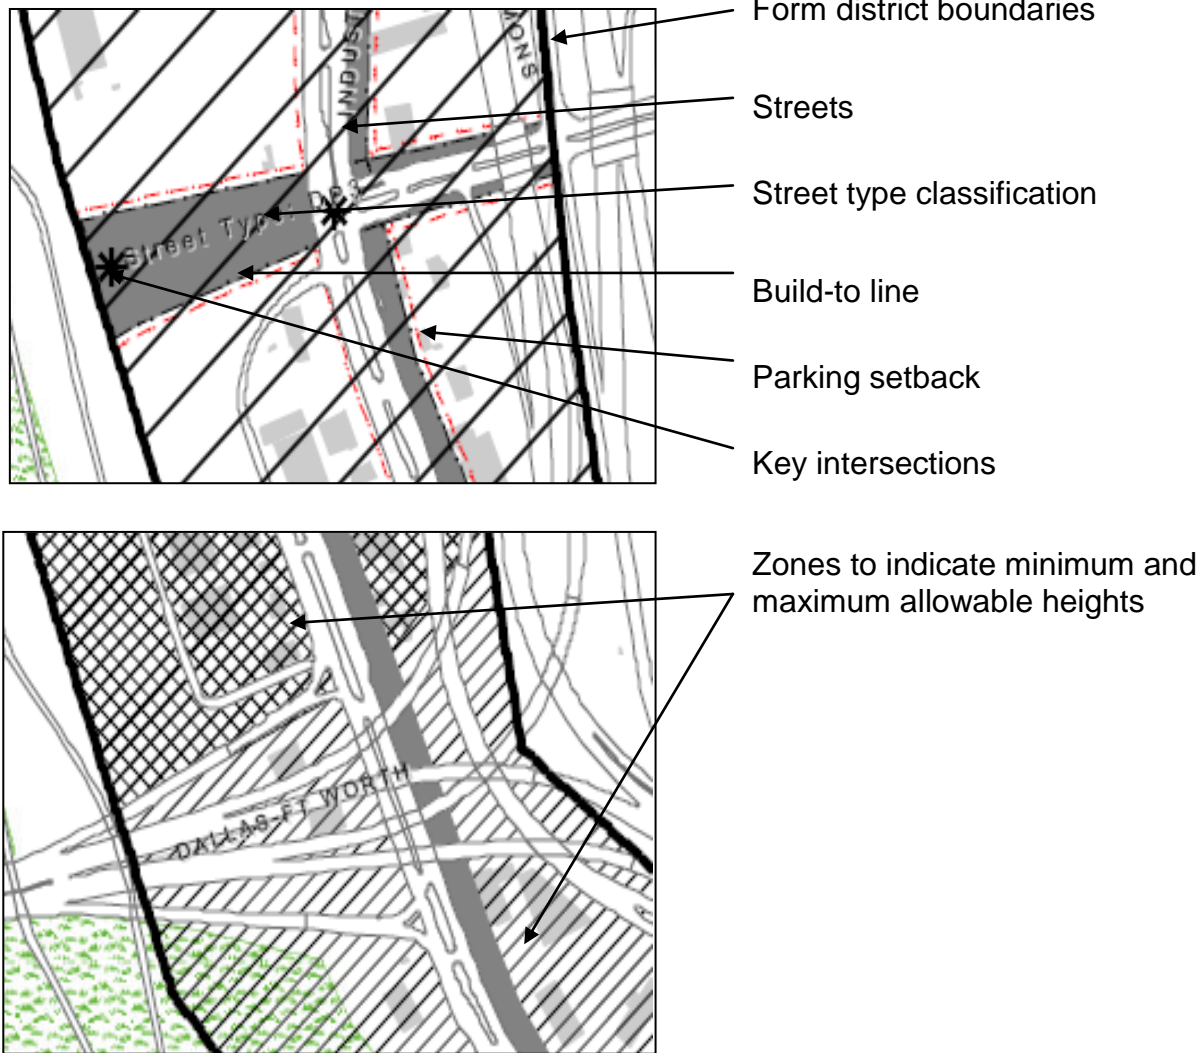 Form district boundaries
Streets
Street type classification
Build-to line
Parking setback
Key intersections
Street Type:
Zones to indicate minimum and
maximum allowable heights
DALLAS-FT WORTH